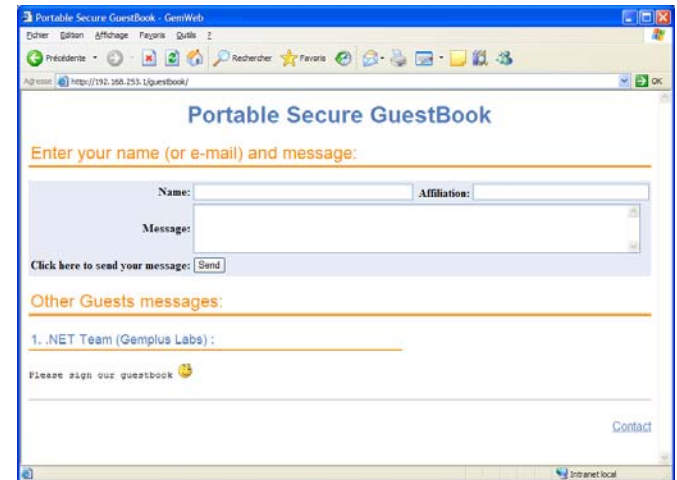 Portable Secure GuestBook - GemWeb
Fichier Edition Affichage Favoris Outils ?
Précédente Rechercher Favoris
Adresse http://192.168.253.1/guestbook/ OK
Portable Secure GuestBook
Enter your name (or e-mail) and message:
Name: Affiliation:
Message:
Click here to send your message: Send
Other Guests messages:
1. .NET Team (Gemplus Labs) :
Please sign our guestbook
Contact
Intranet local